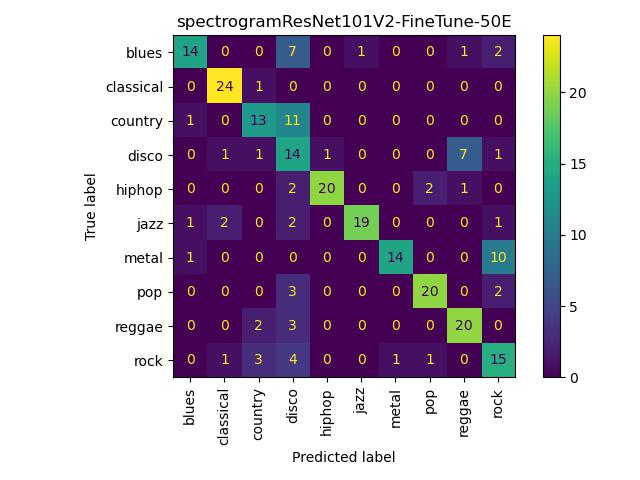 spectrogramResNet101V2-FineTune-50E
True label
blues 14 0 0 7 0 1 0 0 1 2
classical 0 24 1 0 0 0 0 0 0 0
country 1 0 13 11 0 0 0 0 0 0
disco 0 1 1 14 1 0 0 0 7 1
hiphop 0 0 0 2 20 0 0 2 1 0
jazz 1 2 0 2 0 19 0 0 0 1
metal 1 0 0 0 0 0 14 0 0 10
pop 0 0 0 3 0 0 0 20 0 2
reggae 0 0 2 3 0 0 0 0 20 0
rock 0 1 3 4 0 0 1 1 0 15
blues classical country disco hiphop jazz metal pop reggae rock
Predicted label
20
15
10
5
0